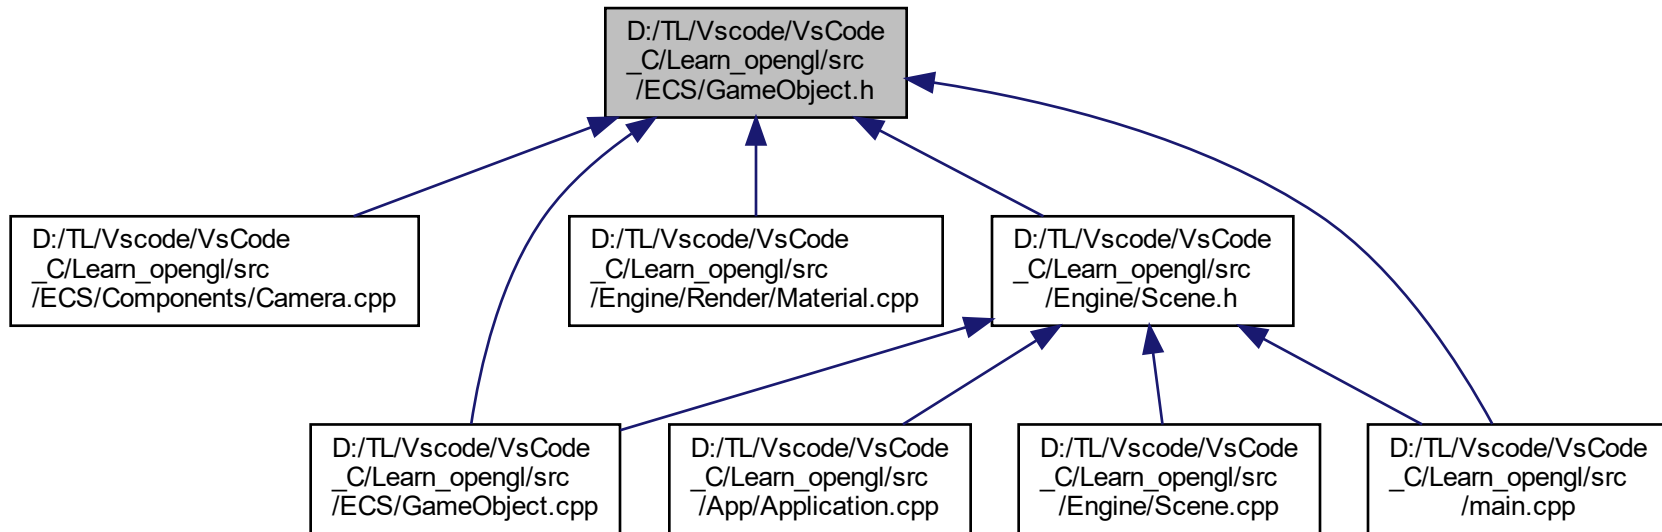 D:/TL/Vscode/VsCode
_C/Learn_opengl/src
/ECS/GameObject.h
D:/TL/Vscode/VsCode
_C/Learn_opengl/src
/ECS/Components/Camera.cpp
D:/TL/Vscode/VsCode
_C/Learn_opengl/src
/Engine/Render/Material.cpp
D:/TL/Vscode/VsCode
_C/Learn_opengl/src
/Engine/Scene.h
D:/TL/Vscode/VsCode
_C/Learn_opengl/src
/ECS/GameObject.cpp
D:/TL/Vscode/VsCode
_C/Learn_opengl/src
/App/Application.cpp
D:/TL/Vscode/VsCode
_C/Learn_opengl/src
/Engine/Scene.cpp
D:/TL/Vscode/VsCode
_C/Learn_opengl/src
/main.cpp